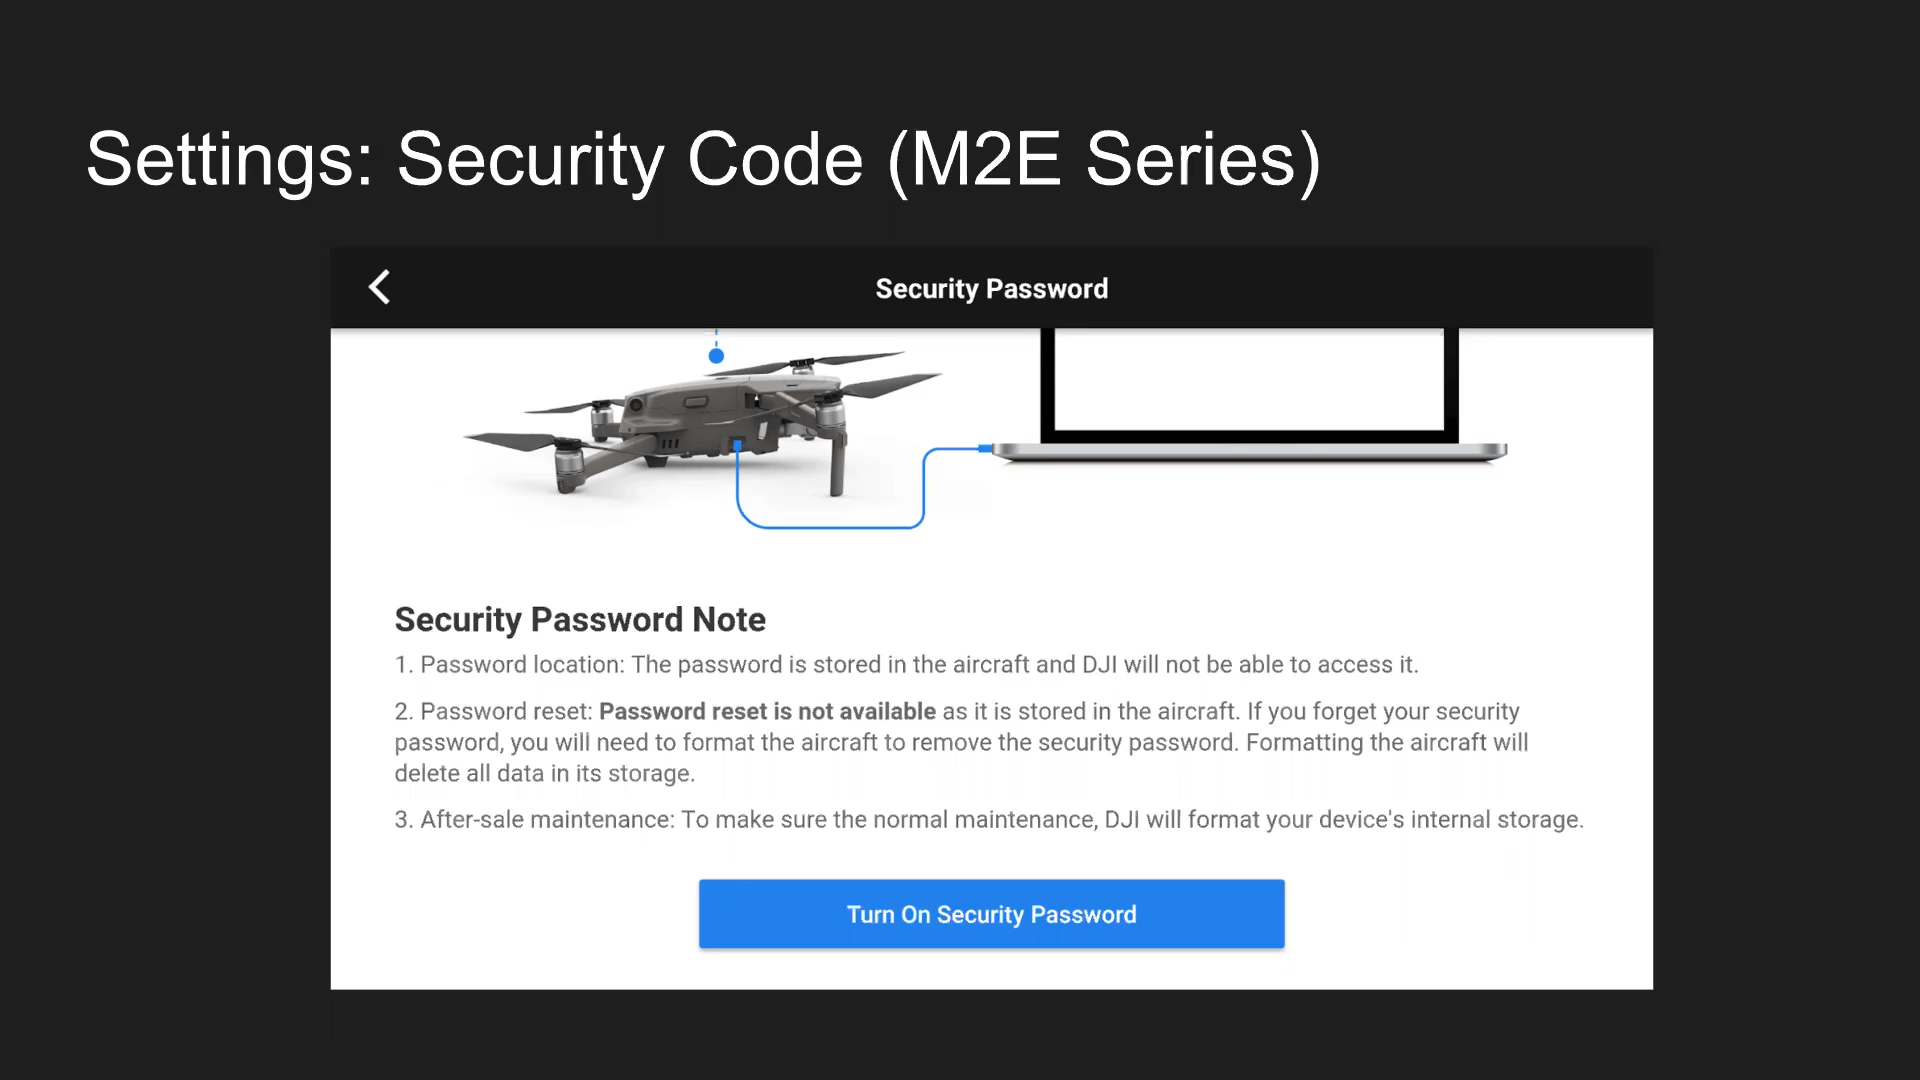 Settings: Security Code (M2E Series)
Security Password
Security Password Note
1. Password location: The password is stored in the aircraft and DJI will not be able to access it.
2. Password reset: Password reset is not available as it is stored in the aircraft. If you forget your security
password, you will need to format the aircraft to remove the security password. Formatting the aircraft will
delete all data in its storage.
3. After-sale maintenance: To make sure the normal maintenance, DJI will format your device's internal storage.
Turn On Security Password